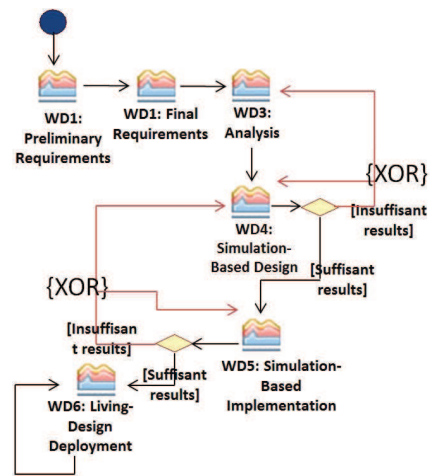 WD1:
Preliminary
Requirements
WD1: Final
Requirements
WD3:
Analysis
{XOR}
[Insuffisant
results]
WD4:
Simulation-
Based Design
[Suffisant
results]
{XOR}
[Insuffisan
t results]
WD5: Simulation-
Based
Implementation
[Suffisant
results]
WD6: Living-
Design
Deployment